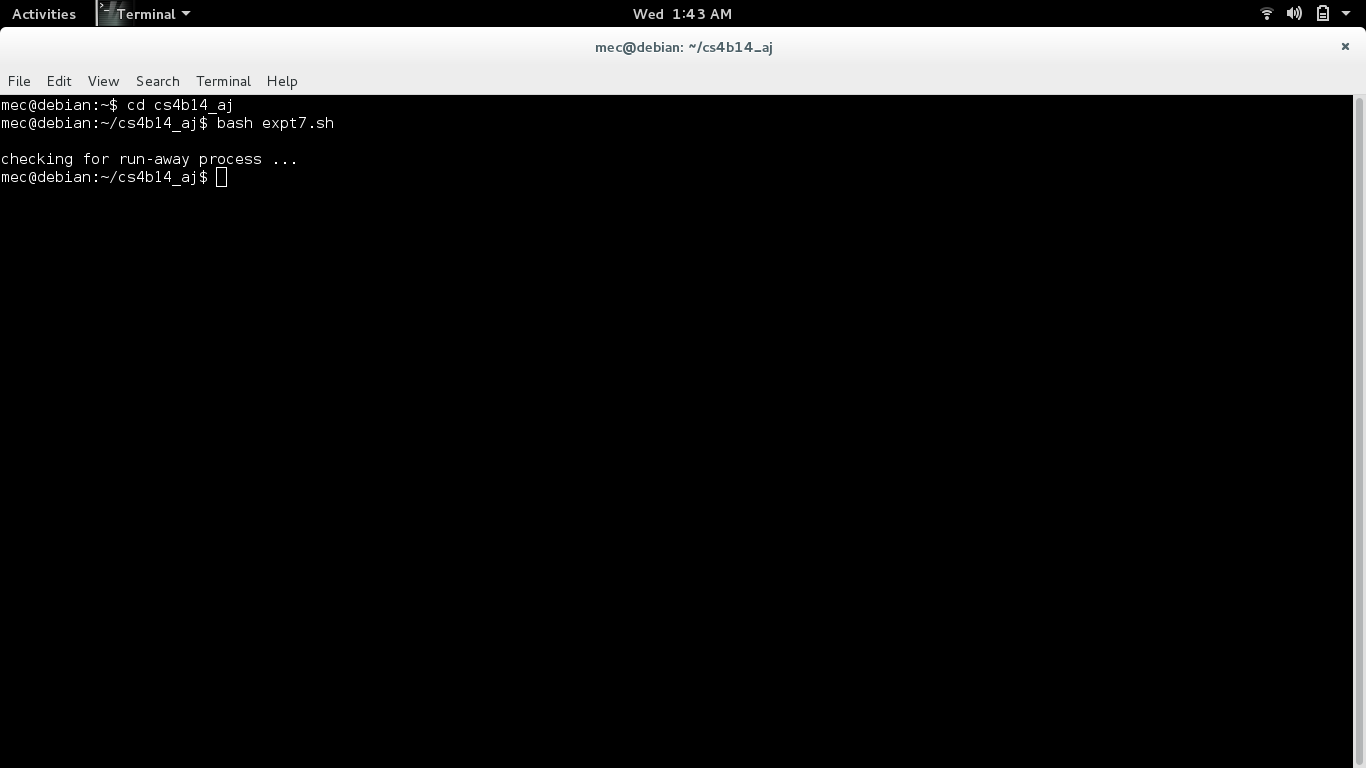 Activities Terminal Wed 1:43 AM
mec@debian: ~/cs4b14_aj ×
File Edit View Search Terminal Help
mec@debian:~$ cd cs4b14_aj
mec@debian:~/cs4b14_aj$ bash expt7.sh
checking for run-away process ...
mec@debian:~/cs4b14_aj$